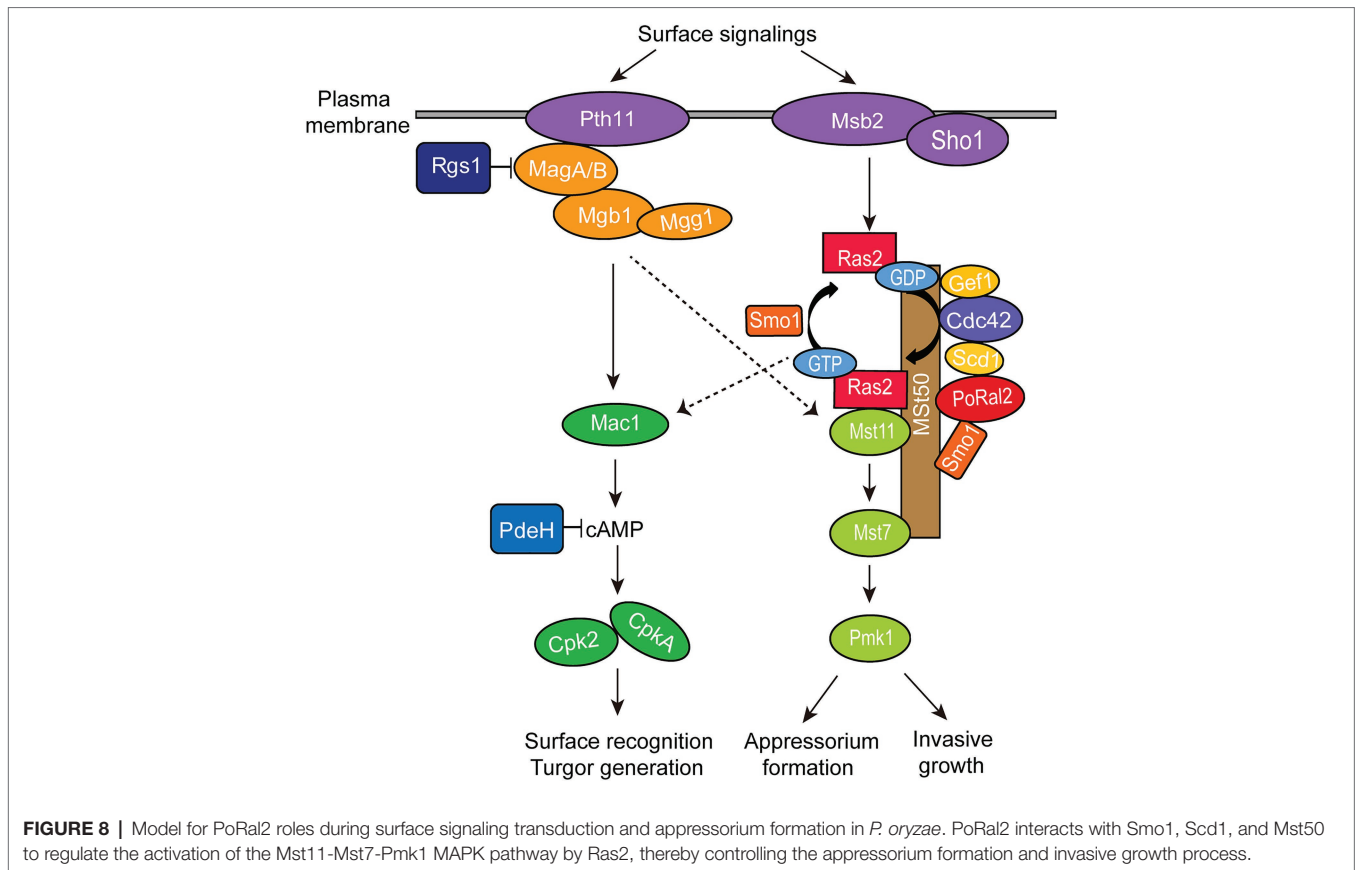 Surface signalings
Plasma
membrane
Pth11
Msb2
Sho1
Rgs1
MagA/B
Mgb1
Mgg1
Ras2
GDP
Gef1
Smo1
Cdc42
GTP
Scd1
Ras2
MSt50
PoRal2
Mac1
Mst11
Smo1
PdeH
cAMP
Mst7
Cpk2
CpkA
Pmk1
Surface recognition
Turgor generation
Appressorium
formation
Invasive
growth
FIGURE 8 | Model for PoRal2 roles during surface signaling transduction and appressorium formation in P. oryzae. PoRal2 interacts with Smo1, Scd1, and Mst50
to regulate the activation of the Mst11-Mst7-Pmk1 MAPK pathway by Ras2, thereby controlling the appressorium formation and invasive growth process.